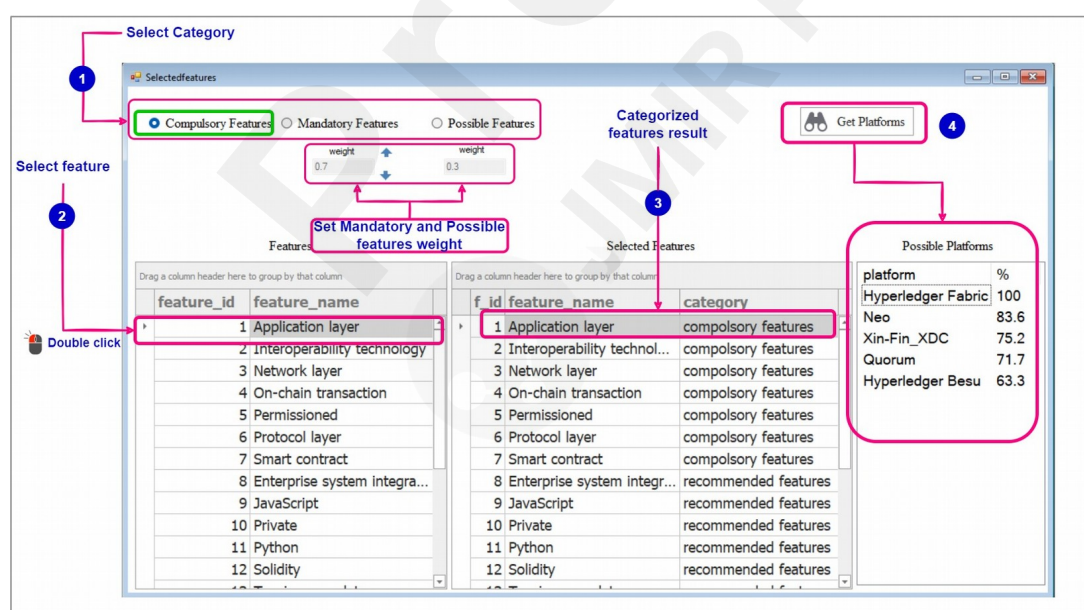 Select Category
1
Selectedfeatures
Compulsory Features Mandatory Features Possible Features
Categorized
features result
Get Platforms
4
weight weight
0.7 0.3
Select feature
2
3
Set Mandatory and Possible
features weight
Features
Selected Features
Possible Platforms
Drag a column header here to group by that column
feature_id feature_name
1 Application layer
2 Interoperability technology
3 Network layer
4 On-chain transaction
5 Permissioned
6 Protocol layer
7 Smart contract
8 Enterprise system integra...
9 JavaScript
10 Private
11 Python
12 Solidity
Double click
Drag a column header here to group by that column
f_id feature_name category
1 Application layer compolsory features
2 Interoperability technol... compolsory features
3 Network layer compolsory features
4 On-chain transaction compolsory features
5 Permissioned compolsory features
6 Protocol layer compolsory features
7 Smart contract compolsory features
8 Enterprise system integr... recommended features
9 JavaScript recommended features
10 Private recommended features
11 Python recommended features
12 Solidity recommended features
platform %
Hyperledger Fabric 100
Neo 83.6
Xin-Fin_XDC 75.2
Quorum 71.7
Hyperledger Besu 63.3
JMIR